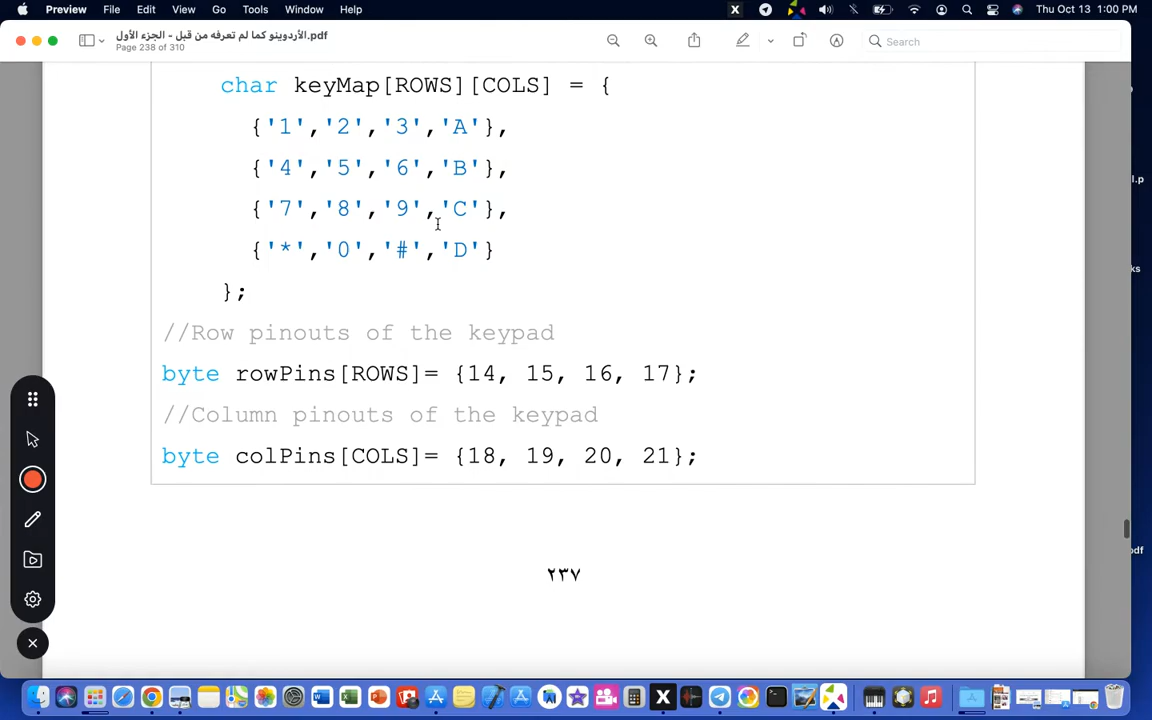 Preview File Edit View Go Tools Window Help Thu Oct 13 1:00 PM
الأردوينو كما لم تعرفه من قبل - الجزء الأول.pdf
Page 238 of 310
Search
char keyMap[ROWS][COLS] = {
{'1','2','3','A'},
{'4','5','6','B'},
{'7','8','9','C'},
{'*','0','#','D'}
};
//Row pinouts of the keypad
byte rowPins[ROWS]= {14, 15, 16, 17};
//Column pinouts of the keypad
byte colPins[COLS]= {18, 19, 20, 21};
٢٣٧
l.p
ks
pdf